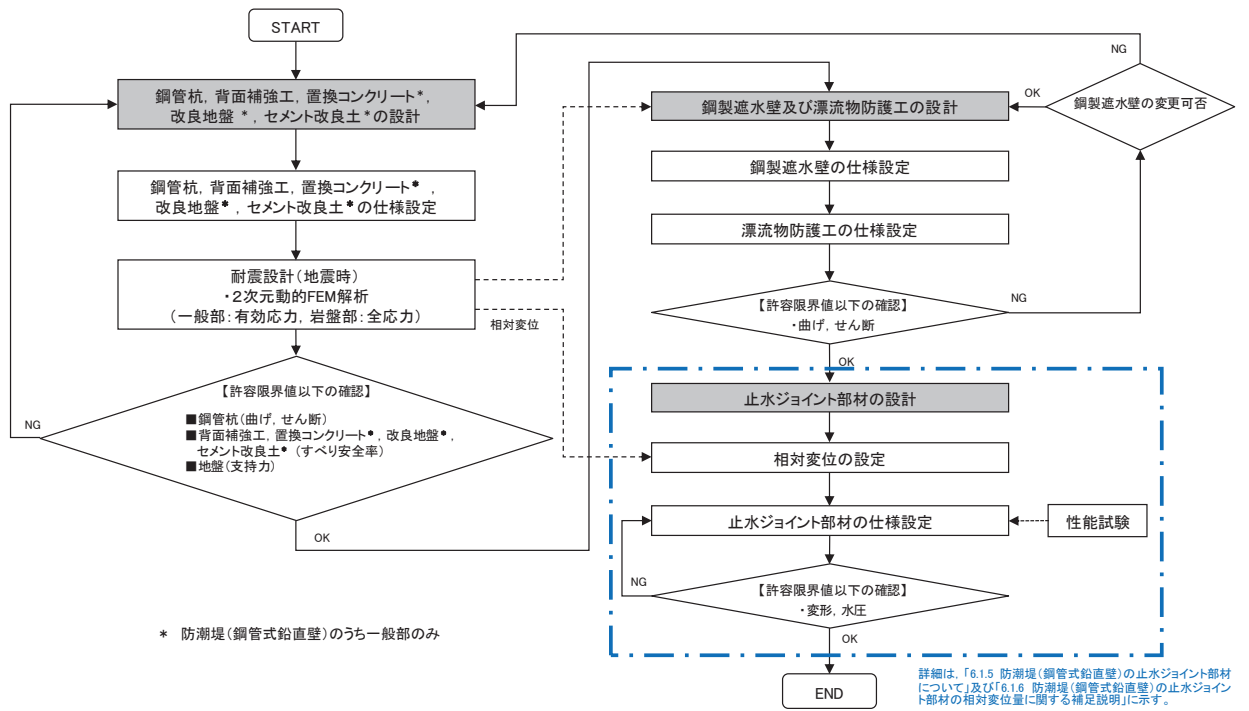 START
鋼管杭，背面補強工，置換コンクリート*，
改良地盤 *，セメント改良土*の設計
鋼管杭，背面補強工，置換コンクリート*，
改良地盤*，セメント改良土*の仕様設定
耐震設計（地震時）
・２次元動的FEM解析
（一般部：有効応力，岩盤部：全応力）
相対変位
【許容限界値以下の確認】
■鋼管杭（曲げ，せん断）
■背面補強工，置換コンクリート*，改良地盤*，
セメント改良土*（すべり安全率）
■地盤（支持力）
NG
OK
* 防潮堤（鋼管式鉛直壁）のうち一般部のみ
鋼製遮水壁及び漂流物防護工の設計
OK
鋼製遮水壁の変更可否
NG
鋼製遮水壁の仕様設定
漂流物防護工の仕様設定
【許容限界値以下の確認】
・曲げ，せん断
NG
OK
止水ジョイント部材の設計
相対変位の設定
止水ジョイント部材の仕様設定
性能試験
【許容限界値以下の確認】
・変形，水圧
NG
OK
END
詳細は，「6.1.5 防潮堤（鋼管式鉛直壁）の止水ジョイント部材
について」及び「6.1.6 防潮堤（鋼管式鉛直壁）の止水ジョイン
ト部材の相対変位量に関する補足説明」に示す。